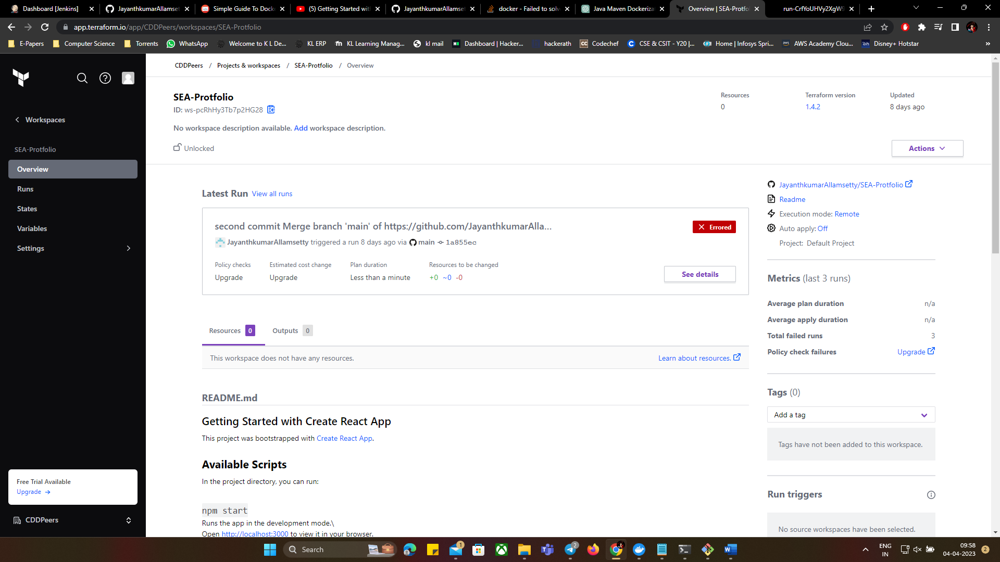 Dashboard [Jenkins]
JayanthkumarAllamset
Simple Guide To Dock
(5) Getting Started wit
JayanthkumarAllamset
docker - Failed to solv
Java Maven Dockeriza
Overview | SEA-Protfo
run-CrfYoUHVy2XgW9
app.terraform.io/app/CDDPeers/workspaces/SEA-Protfolio
E-Papers
Computer Science
Torrents
WhatsApp
Welcome to K L De...
KL ERP
KL Learning Manag...
kl mail
Dashboard | Hacker...
hackerath
Codechef
CSE & CSIT - Y20 |...
Home | Infosys Spri...
AWS Academy Clou...
Disney+ Hotstar
CDDPeers / Projects & workspaces / SEA-Protfolio / Overview
Workspaces
SEA-Protfolio
Overview
Runs
States
Variables
Settings
Free Trial Available
Upgrade
CDDPeers
SEA-Protfolio
ID: ws-pcRhHy3Tb7p2HG28
No workspace description available. Add workspace description.
Unlocked
Resources
0
Terraform version
1.4.2
Updated
8 days ago
Actions
Latest Run View all runs
second commit Merge branch 'main' of https://github.com/JayanthkumarAlla...
Errored
JayanthkumarAllamsetty triggered a run 8 days ago via main 1a855ec
Policy checks
Upgrade
Estimated cost change
Upgrade
Plan duration
Less than a minute
Resources to be changed
+0 ~0 -0
See details
Resources 0
Outputs 0
This workspace does not have any resources.
Learn about resources.
README.md
Getting Started with Create React App
This project was bootstrapped with Create React App.
Available Scripts
In the project directory, you can run:
npm start
Runs the app in the development mode.\
Open http://localhost:3000 to view it in your browser.
JayanthkumarAllamsetty/SEA-Protfolio
Readme
Execution mode: Remote
Auto apply: Off
Project: Default Project
Metrics (last 3 runs)
Average plan duration n/a
Average apply duration n/a
Total failed runs 3
Policy check failures Upgrade
Tags (0)
Add a tag
Tags have not been added to this workspace.
Run triggers
No source workspaces have been selected.
Search
1
2
ENG
IN
09:58
04-04-2023
2